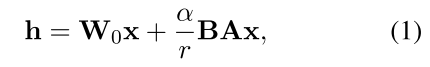 h = W₀x + α/r BAx, (1)